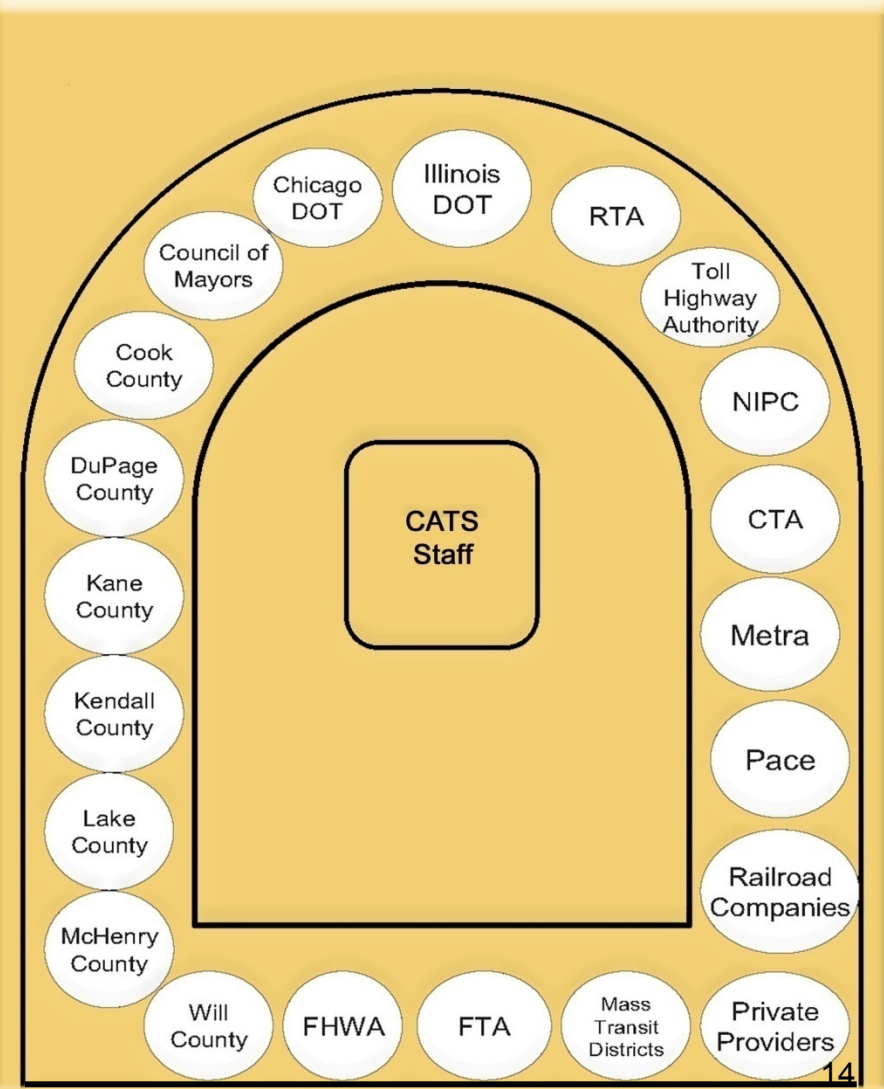 Illinois
DOT
Chicago
DOT
RTA
Council of
Mayors
Toll
Highway
Authority
Cook
County
NIPC
DuPage
County
CTA
CATS
Staff
Kane
County
Metra
Kendall
County
Pace
Lake
County
Railroad
Companies
McHenry
County
Will
County
FHWA
FTA
Mass
Transit
Districts
Private
Providers
14